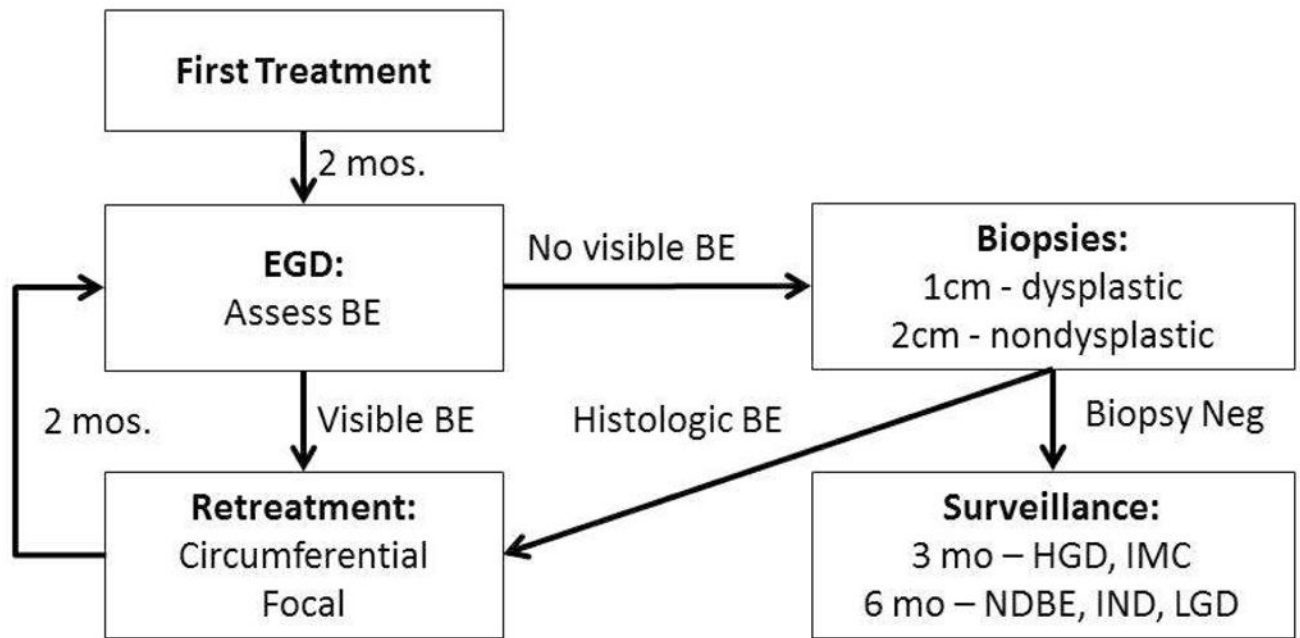 First Treatment
2 mos.
EGD:
Assess BE
No visible BE
Biopsies:
1cm - dysplastic
2cm - nondysplastic
2 mos.
Visible BE
Histologic BE
Biopsy Neg
Retreatment:
Circumferential
Focal
Surveillance:
3 mo – HGD, IMC
6 mo – NDBE, IND, LGD